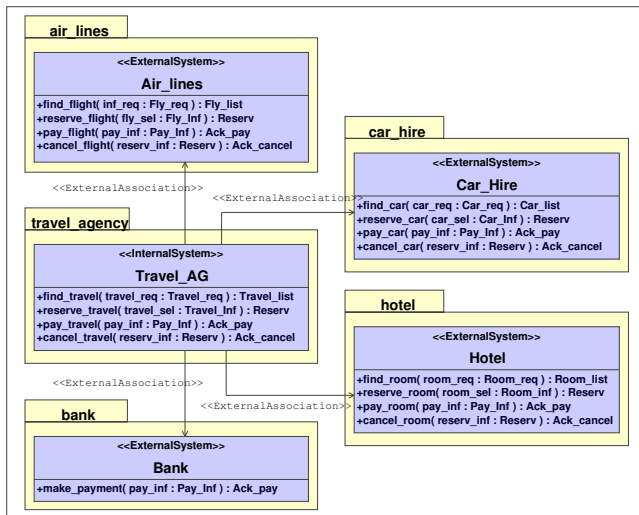 air_lines
<<ExternalSystem>>
Air_lines
+find_flight( inf_req : Fly_req ) : Fly_list
+reserve_flight( fly_sel : Fly_Inf ) : Reserv
+pay_flight( pay_inf : Pay_Inf ) : Ack_pay
+cancel_flight( reserv_inf : Reserv ) : Ack_cancel
<<ExternalAssociation>>
car_hire
<<ExternalSystem>>
Car_Hire
+find_car( car_req : Car_req ) : Car_list
+reserve_car( car_sel : Car_Inf ) : Reserv
+pay_car( pay_inf : Pay_Inf ) : Ack_pay
+cancel_car( reserv_inf : Reserv ) : Ack_cancel
<<ExternalAssociation>>
travel_agency
<<InternalSystem>>
Travel_AG
+find_travel( travel_req : Travel_req ) : Travel_list
+reserve_travel( travel_sel : Travel_Inf ) : Reserv
+pay_travel( pay_inf : Pay_Inf ) : Ack_pay
+cancel_travel( reserv_inf : Reserv ) : Ack_cancel
<<ExternalAssociation>>
hotel
<<ExternalSystem>>
Hotel
+find_room( room_req : Room_req ) : Room_list
+reserve_room( room_sel : Room_inf ) : Reserv
+pay_room( pay_inf : Pay_Inf ) : Ack_pay
+cancel_room( reserv_inf : Reserv ) : Ack_cancel
<<ExternalAssociation>>
bank
<<ExternalSystem>>
Bank
+make_payment( pay_inf : Pay_Inf ) : Ack_pay